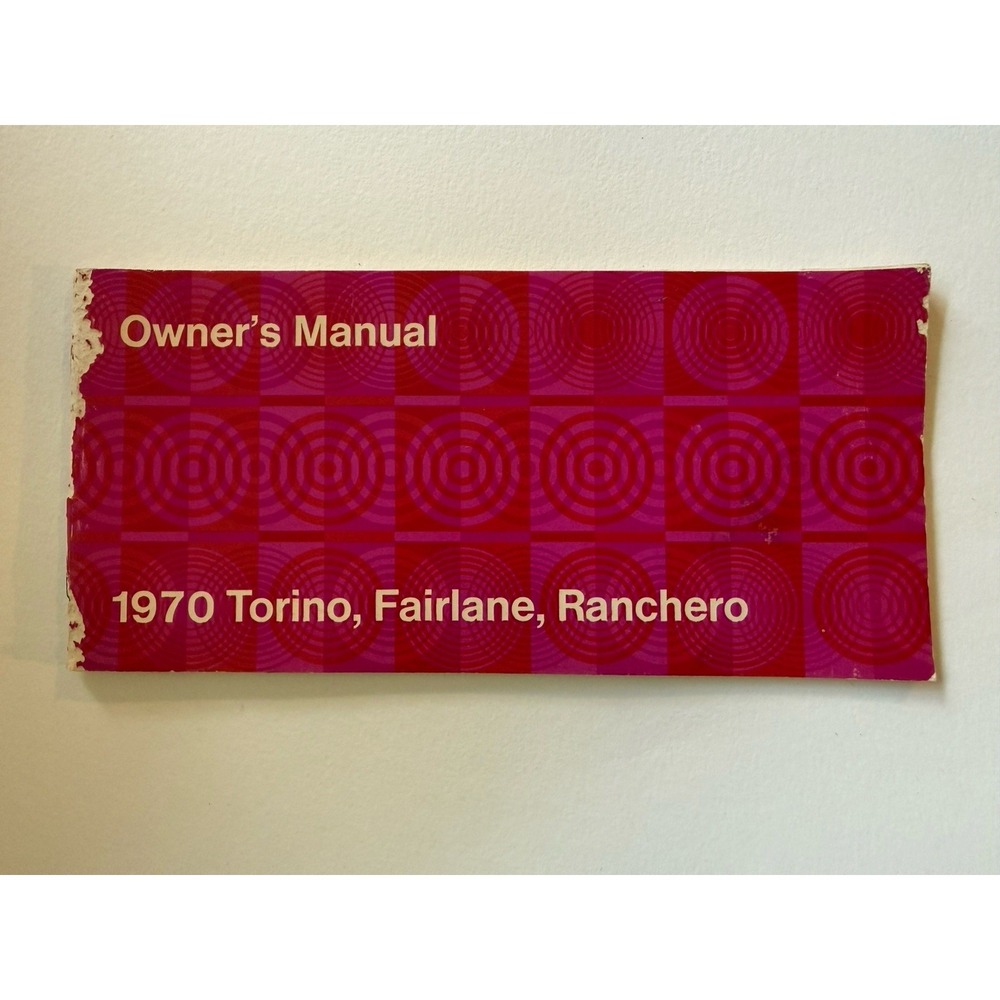 Owner's Manual
1970 Torino, Fairlane, Ranchero